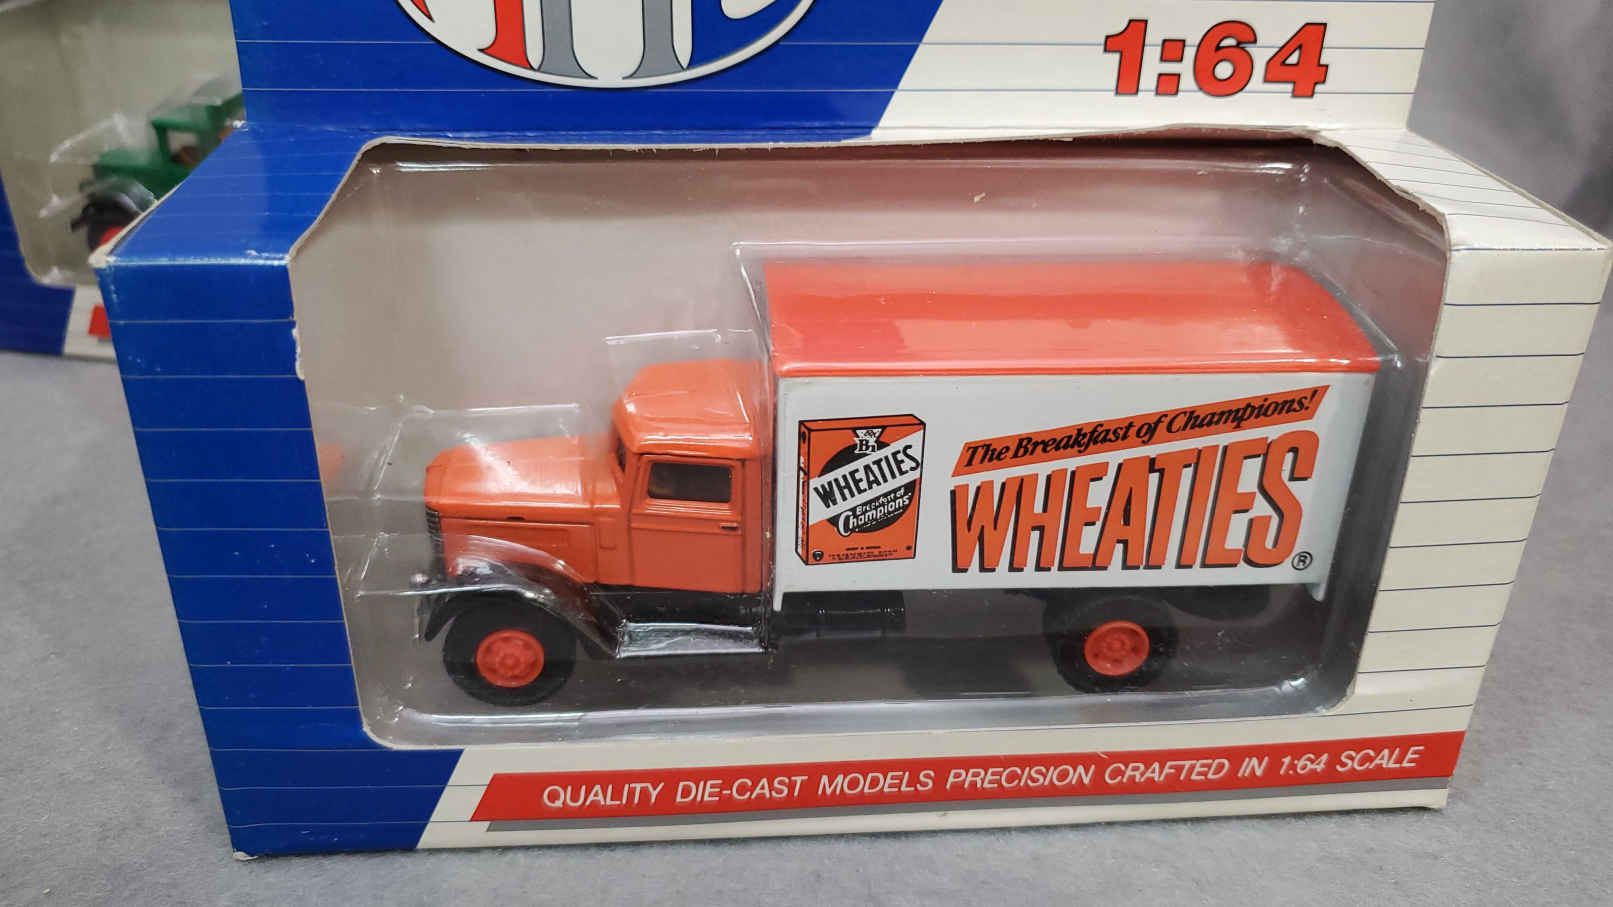 1:64
The Breakfast of Champions!
WHEATIES®
WHEATIES
Breakfast of
Champions
QUALITY DIE-CAST MODELS PRECISION CRAFTED IN 1:64 SCALE